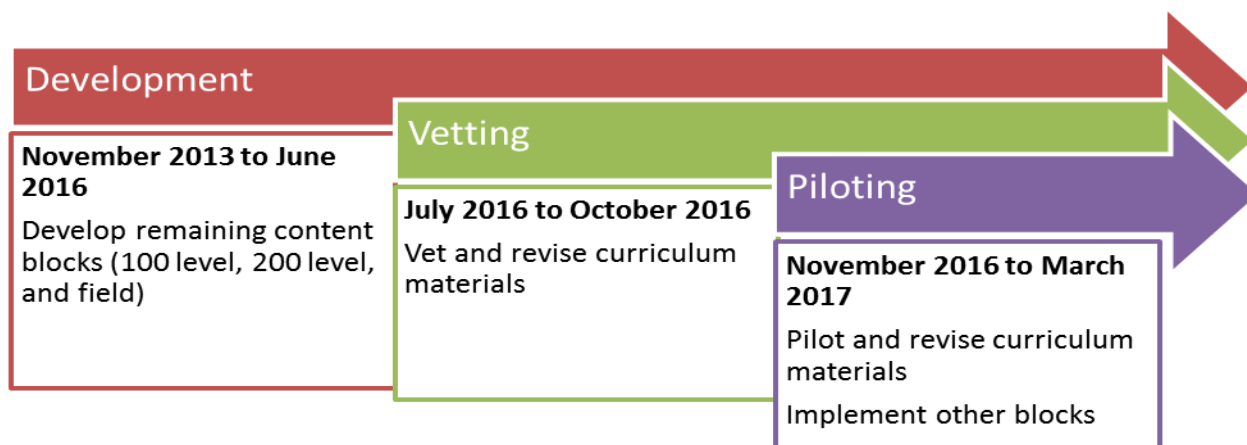 Development
November 2013 to June
2016
Develop remaining content
blocks (100 level, 200 level,
and field)
Vetting
July 2016 to October 2016
Vet and revise curriculum
materials
Piloting
November 2016 to March
2017
Pilot and revise curriculum
materials
Implement other blocks